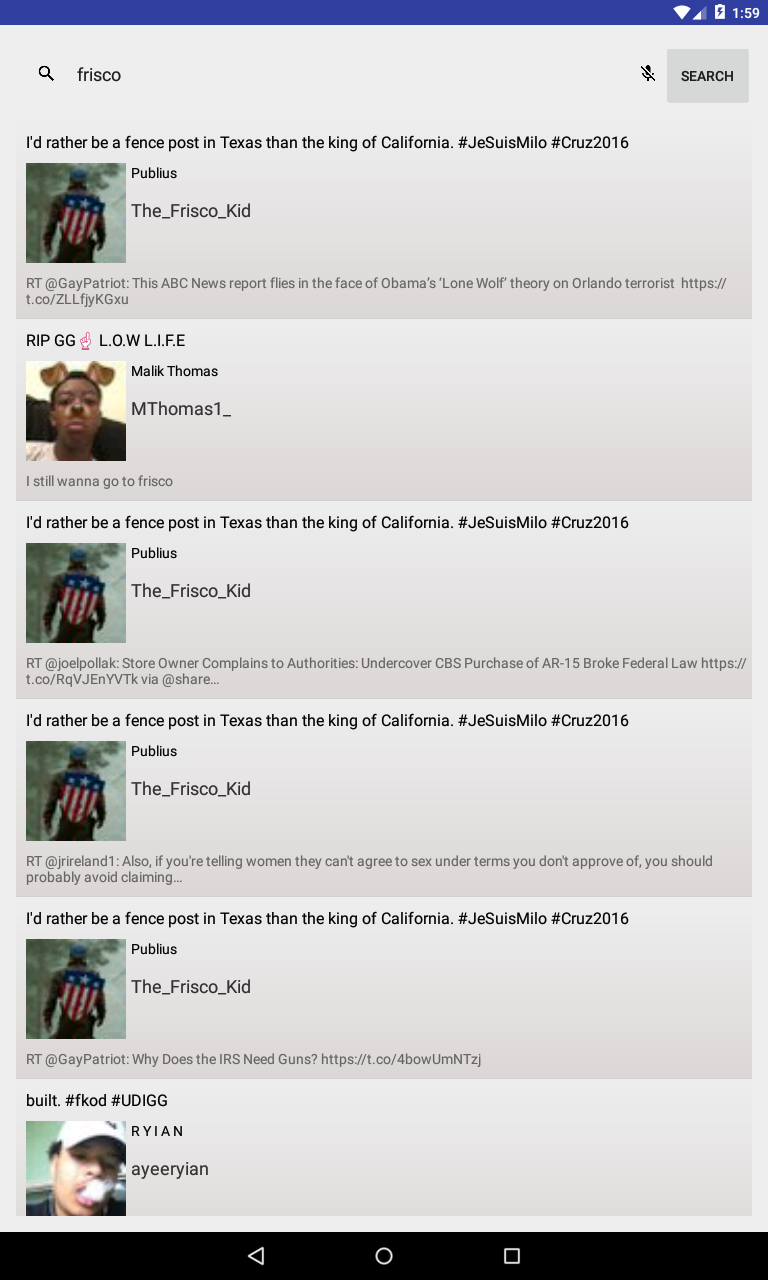 1:59
frisco
SEARCH
I'd rather be a fence post in Texas than the king of California. #JeSuisMilo #Cruz2016
Publius
The_Frisco_Kid
RT @GayPatriot: This ABC News report flies in the face of Obama’s ‘Lone Wolf’ theory on Orlando terrorist  https://
t.co/ZLLfjyKGxu
RIP GG☝ L.O.W L.I.F.E
Malik Thomas
MThomas1_
I still wanna go to frisco
I'd rather be a fence post in Texas than the king of California. #JeSuisMilo #Cruz2016
Publius
The_Frisco_Kid
RT @joelpollak: Store Owner Complains to Authorities: Undercover CBS Purchase of AR-15 Broke Federal Law https://
t.co/RqVJEnYVTk via @share…
I'd rather be a fence post in Texas than the king of California. #JeSuisMilo #Cruz2016
Publius
The_Frisco_Kid
RT @jrireland1: Also, if you're telling women they can't agree to sex under terms you don't approve of, you should
probably avoid claiming…
I'd rather be a fence post in Texas than the king of California. #JeSuisMilo #Cruz2016
Publius
The_Frisco_Kid
RT @GayPatriot: Why Does the IRS Need Guns? https://t.co/4bowUmNTzj
built. #fkod #UDIGG
R Y I A N
ayeeryian